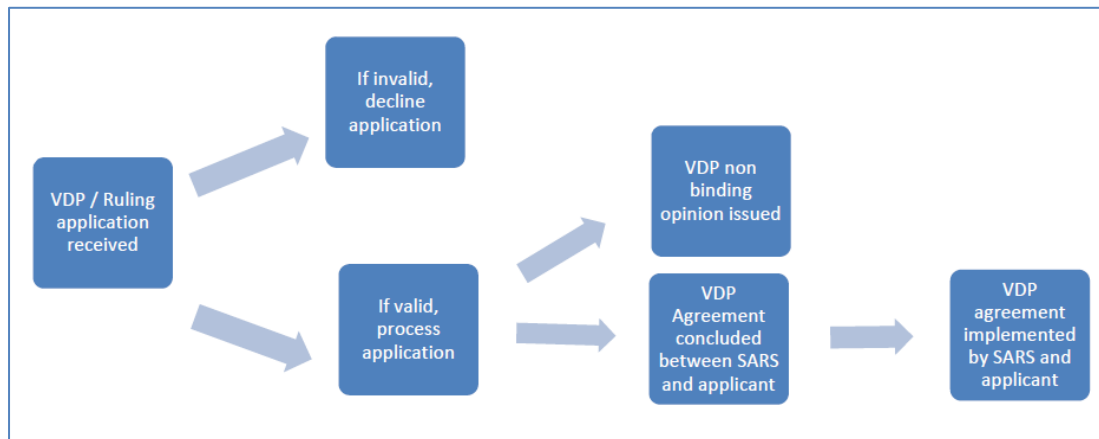 VDP / Ruling
application
received
If invalid,
decline
application
If valid,
process
application
VDP non
binding
opinion issued
VDP
Agreement
concluded
between SARS
and applicant
VDP
agreement
implemented
by SARS and
applicant